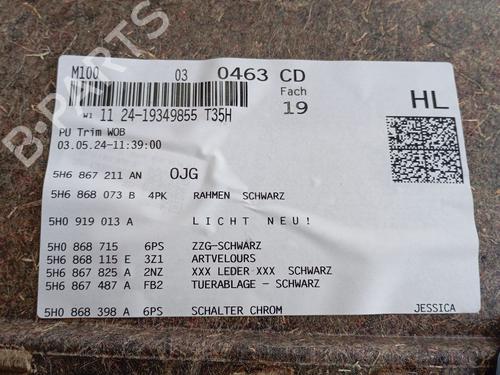 M100 03 0463 CD
Fach
19
HL
WI 11 24-19349855 T35H
PU Trim WOB
03.05.24-11:39:00
5H6 867 211 AN OJG
5H6 868 073 B 4PK RAHMEN SCHWARZ
5H0 919 013 A LICHT NEU!
5H0 868 715 6PS ZZG-SCHWARZ
5H6 868 115 E 3Z1 ARTVELOURS
5H6 867 825 A 2NZ XXX LEDER XXX SCHWARZ
5H6 867 487 A FB2 TUERABLAGE - SCHWARZ
5H0 868 398 A 6PS SCHALTER CHROM JESSICA
B-PARTS